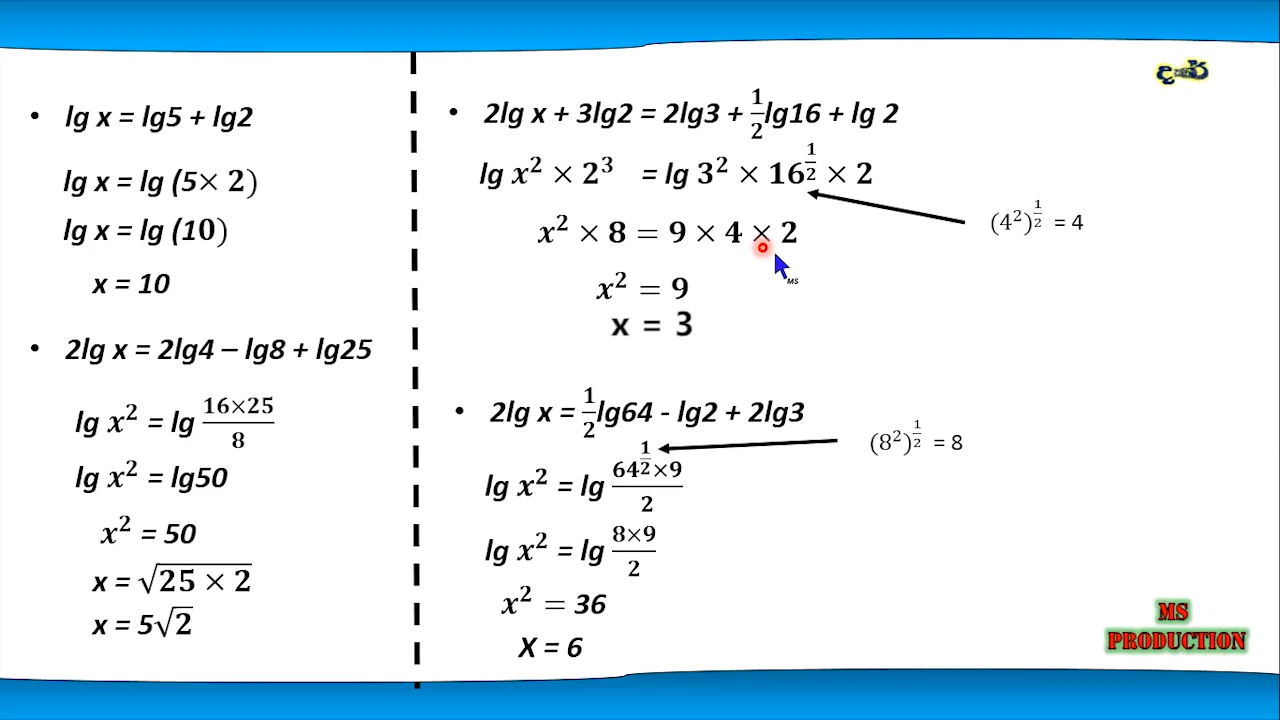 • lg x = lg5 + lg2
lg x = lg (5× 2)
lg x = lg (10)
x = 10
• 2lg x = 2lg4 – lg8 + lg25
lg x² = lg (16×25)/8
lg x² = lg50
x² = 50
x = √(25 × 2)
x = 5√2
• 2lg x + 3lg2 = 2lg3 + ½lg16 + lg 2
lg x² × 2³ = lg 3² × 16^½ × 2
(4²)^½ = 4
x² × 8 = 9 × 4 × 2
MS
x² = 9
x = 3
• 2lg x = ½lg64 - lg2 + 2lg3
(8²)^½ = 8
lg x² = lg (64^½×9)/2
lg x² = lg (8×9)/2
x² = 36
X = 6
MS
PRODUCTION